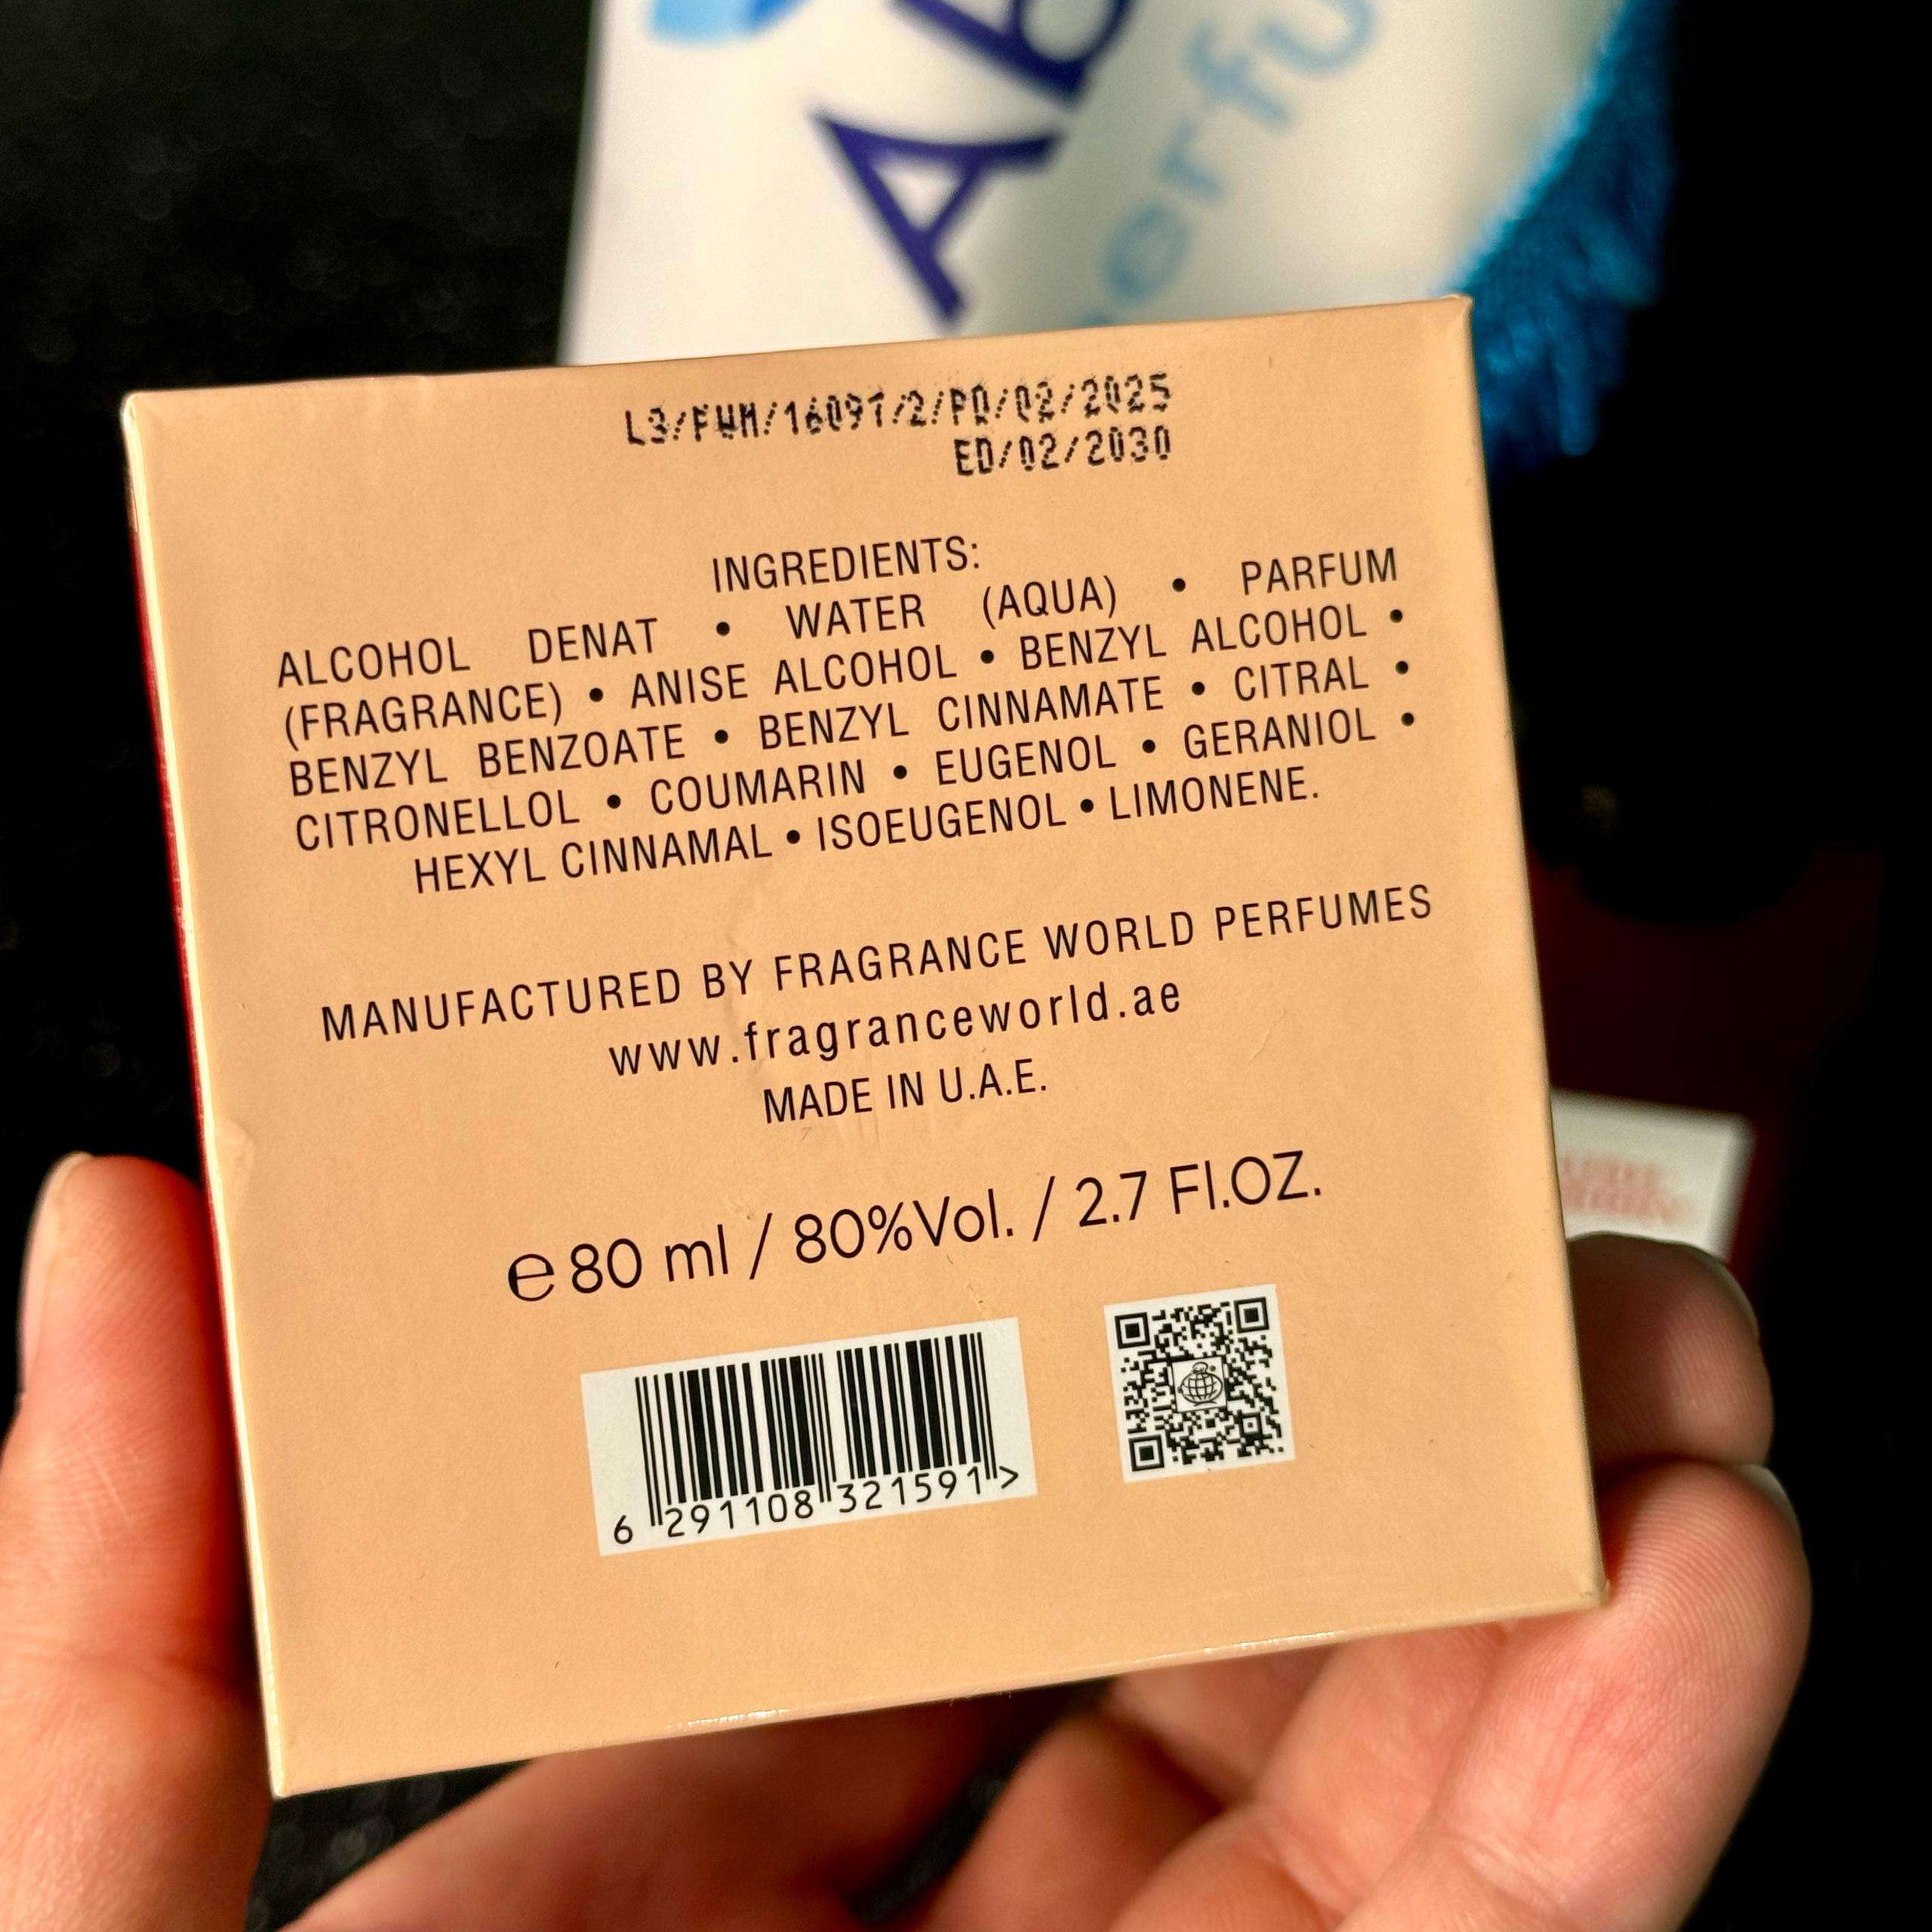 L3/FWM/16097/2/PD/02/2025
ED/02/2030
INGREDIENTS:
ALCOHOL DENAT • WATER (AQUA) • PARFUM
(FRAGRANCE) • ANISE ALCOHOL • BENZYL ALCOHOL •
BENZYL BENZOATE • BENZYL CINNAMATE • CITRAL •
CITRONELLOL • COUMARIN • EUGENOL • GERANIOL •
HEXYL CINNAMAL • ISOEUGENOL • LIMONENE.
MANUFACTURED BY FRAGRANCE WORLD PERFUMES
www.fragranceworld.ae
MADE IN U.A.E.
℮ 80 ml / 80%Vol. / 2.7 Fl.OZ.
6 291108 321591 >